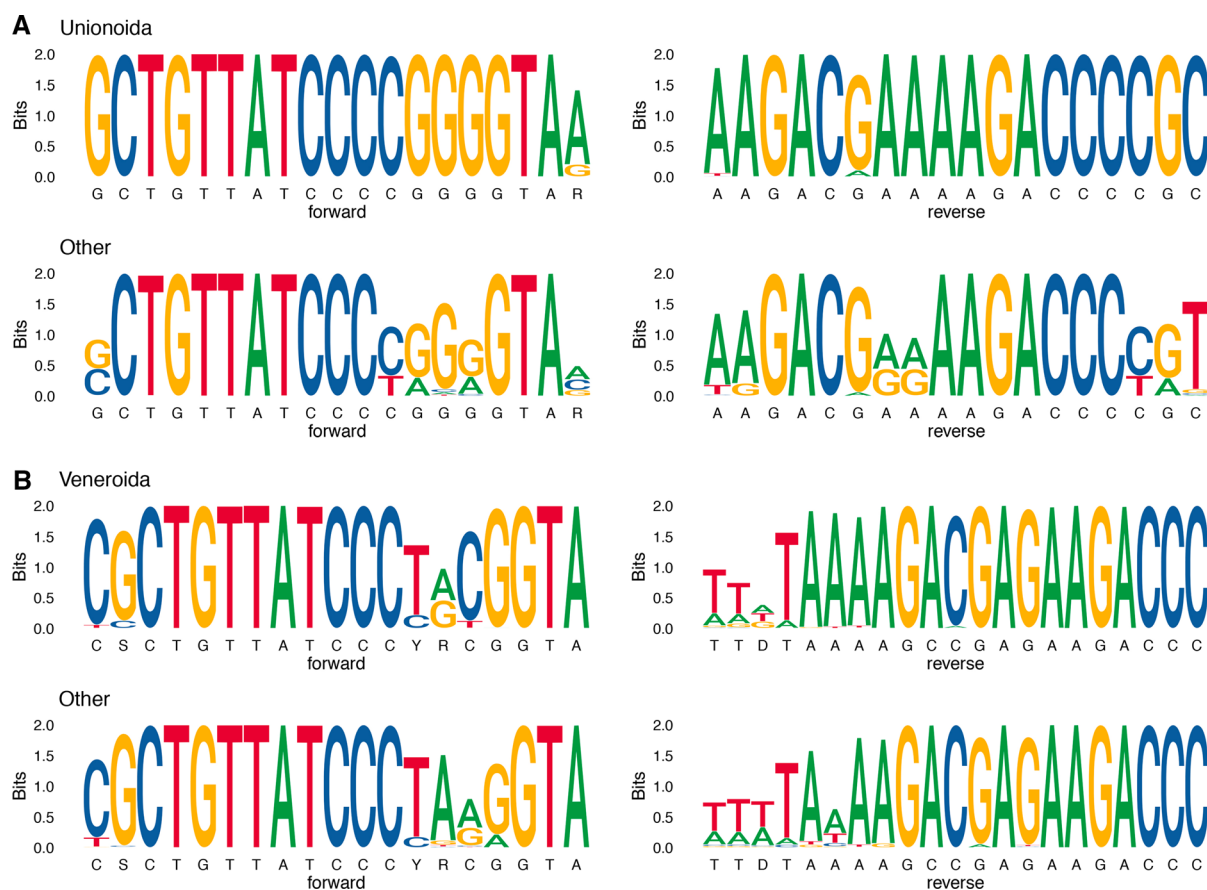 A
Unionoida
2.0
1.5
1.0
0.5
0.0
Bits
G C T G T T A T C C C C G G G G T A R
forward
2.0
1.5
1.0
0.5
0.0
Bits
A A G A C G A A A A G A C C C C G C
reverse
Other
2.0
1.5
1.0
0.5
0.0
Bits
G C T G T T A T C C C C G G G G T A R
forward
2.0
1.5
1.0
0.5
0.0
Bits
A A G A C G A A A A G A C C C C G C
reverse
B
Veneroida
2.0
1.5
1.0
0.5
0.0
Bits
C S C T G T T A T C C C Y R C G G T A
forward
2.0
1.5
1.0
0.5
0.0
Bits
T T D T A A A A G C C G A G A A G A C C C
reverse
Other
2.0
1.5
1.0
0.5
0.0
Bits
C S C T G T T A T C C C Y R C G G T A
forward
2.0
1.5
1.0
0.5
0.0
Bits
T T D T A A A A G C C G A G A A G A C C C
reverse